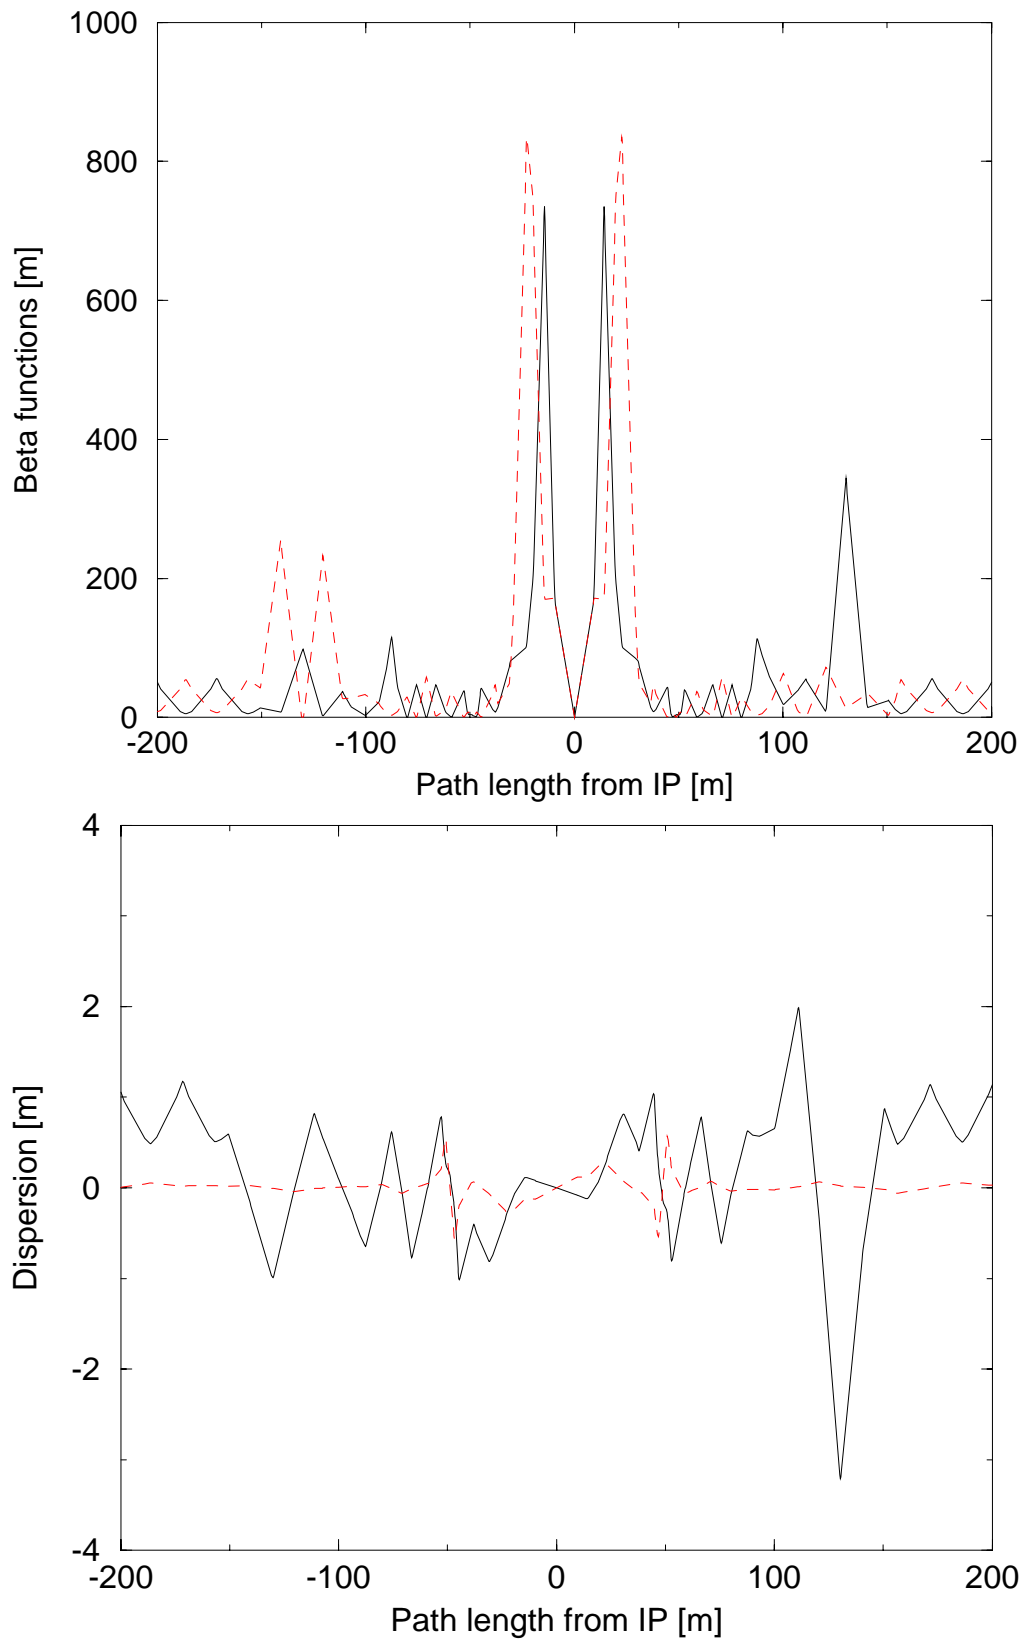 1000
800
600
400
200
0
Beta functions [m]
-200 -100 0 100 200
Path length from IP [m]
4
2
0
-2
-4
Dispersion [m]
-200 -100 0 100 200
Path length from IP [m]